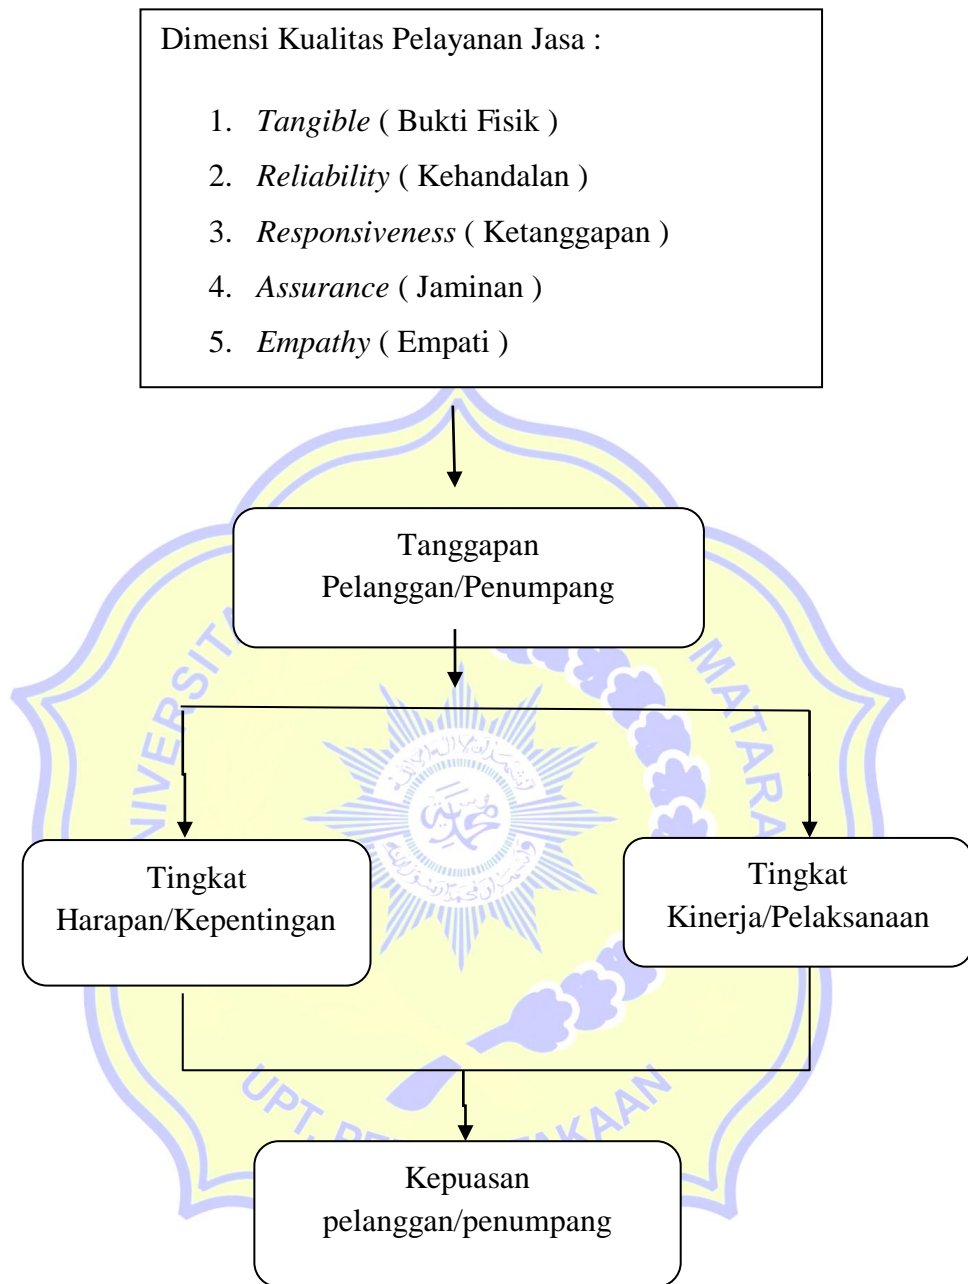 Dimensi Kualitas Pelayanan Jasa :
1. Tangible ( Bukti Fisik )
2. Reliability ( Kehandalan )
3. Responsiveness ( Ketanggapan )
4. Assurance ( Jaminan )
5. Empathy ( Empati )
Tanggapan
Pelanggan/Penumpang
Tingkat
Harapan/Kepentingan
Tingkat
Kinerja/Pelaksanaan
Kepuasan
pelanggan/penumpang
UPT.